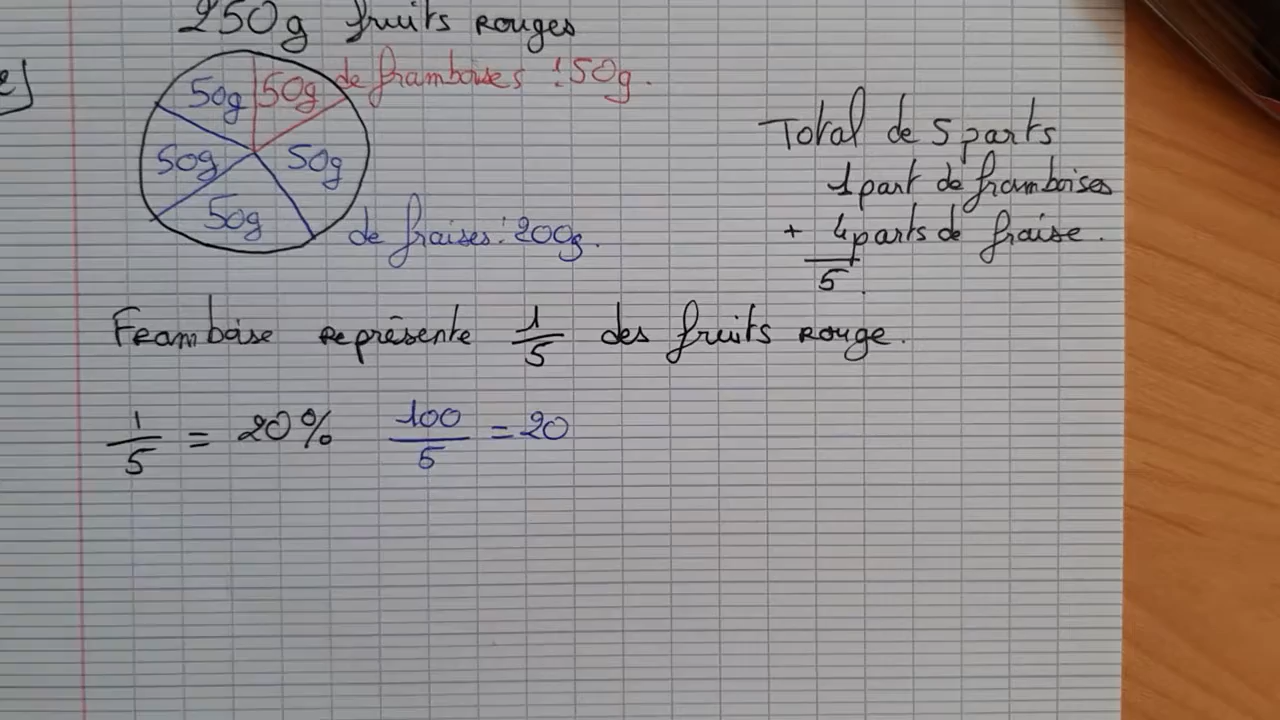 250g fruits rouges
e)
50g 50g de framboises : 50g.
50g 50g
50g
de fraises : 200g.
Total de 5 parts
1 part de framboises
+ 4 parts de fraise.
5
Framboise représente 1/5 des fruits rouge.
1/5 = 20% 100/5 = 20